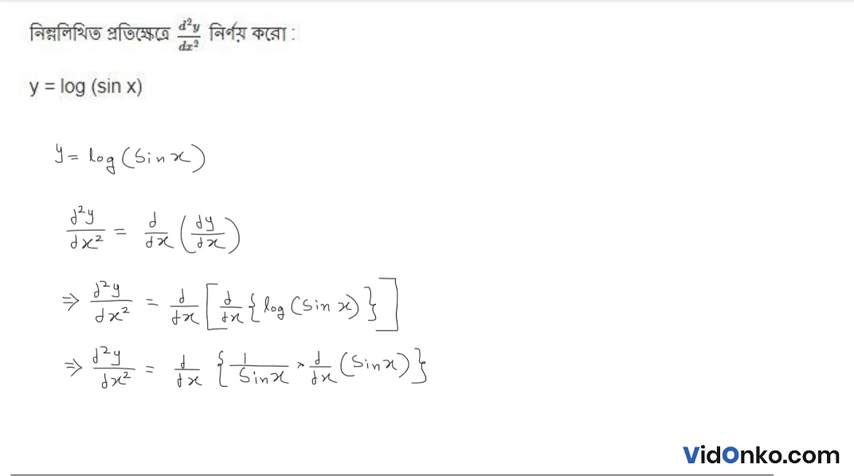 নিম্নলিখিত প্রতিক্ষেত্রে d²y/dx² নির্ণয় করো :
y = log (sin x)
y = log (Sin x)
d²y/dx² = d/dx (dy/dx)
⇒ d²y/dx² = d/dx [d/dx {log (Sin x)}]
⇒ d²y/dx² = d/dx {1/Sin x × d/dx (Sin x)}
VidOnko.com